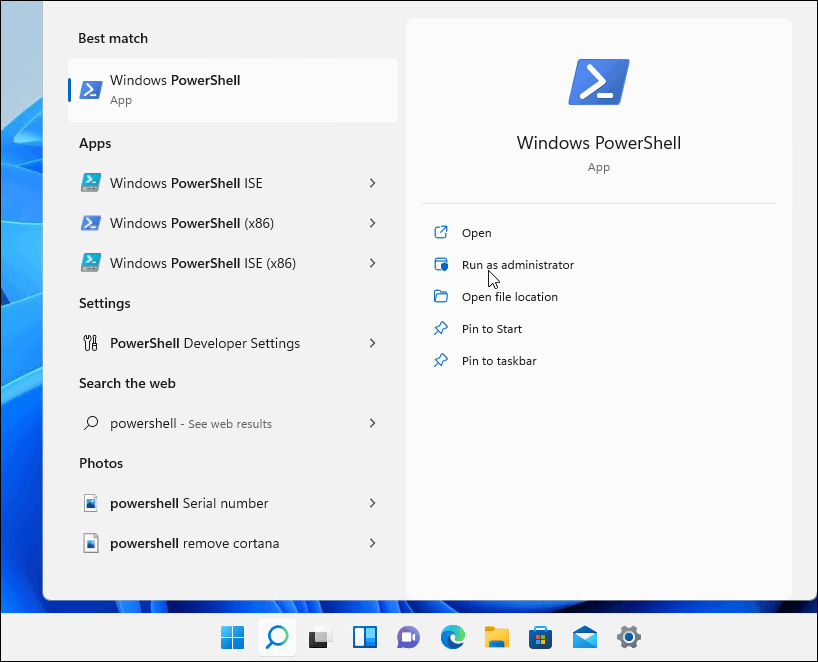 Best match
Windows PowerShell
App
Apps
Windows PowerShell ISE
Windows PowerShell (x86)
Windows PowerShell ISE (x86)
Settings
PowerShell Developer Settings
Search the web
powershell - See web results
Photos
powershell Serial number
powershell remove cortana
Windows PowerShell
App
Open
Run as administrator
Open file location
Pin to Start
Pin to taskbar